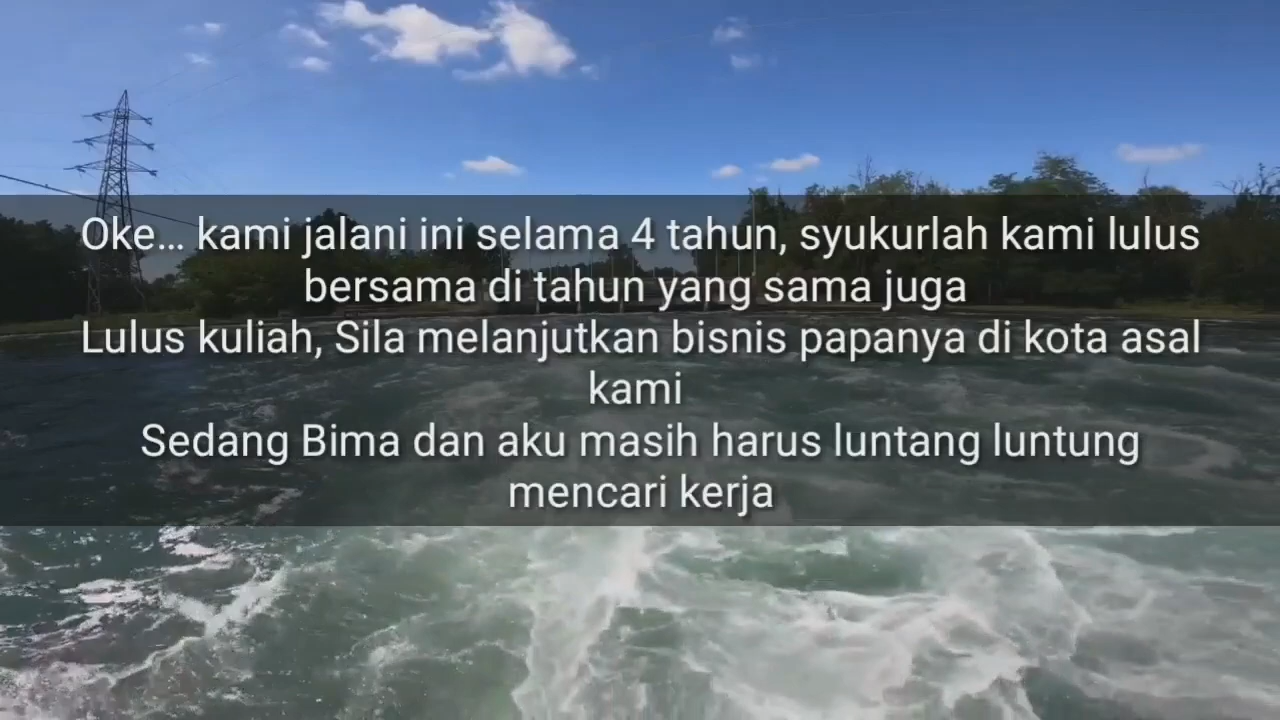 Oke... kami jalani ini selama 4 tahun, syukurlah kami lulus
bersama di tahun yang sama juga
Lulus kuliah, Sila melanjutkan bisnis papanya di kota asal
kami
Sedang Bima dan aku masih harus luntang luntung
mencari kerja